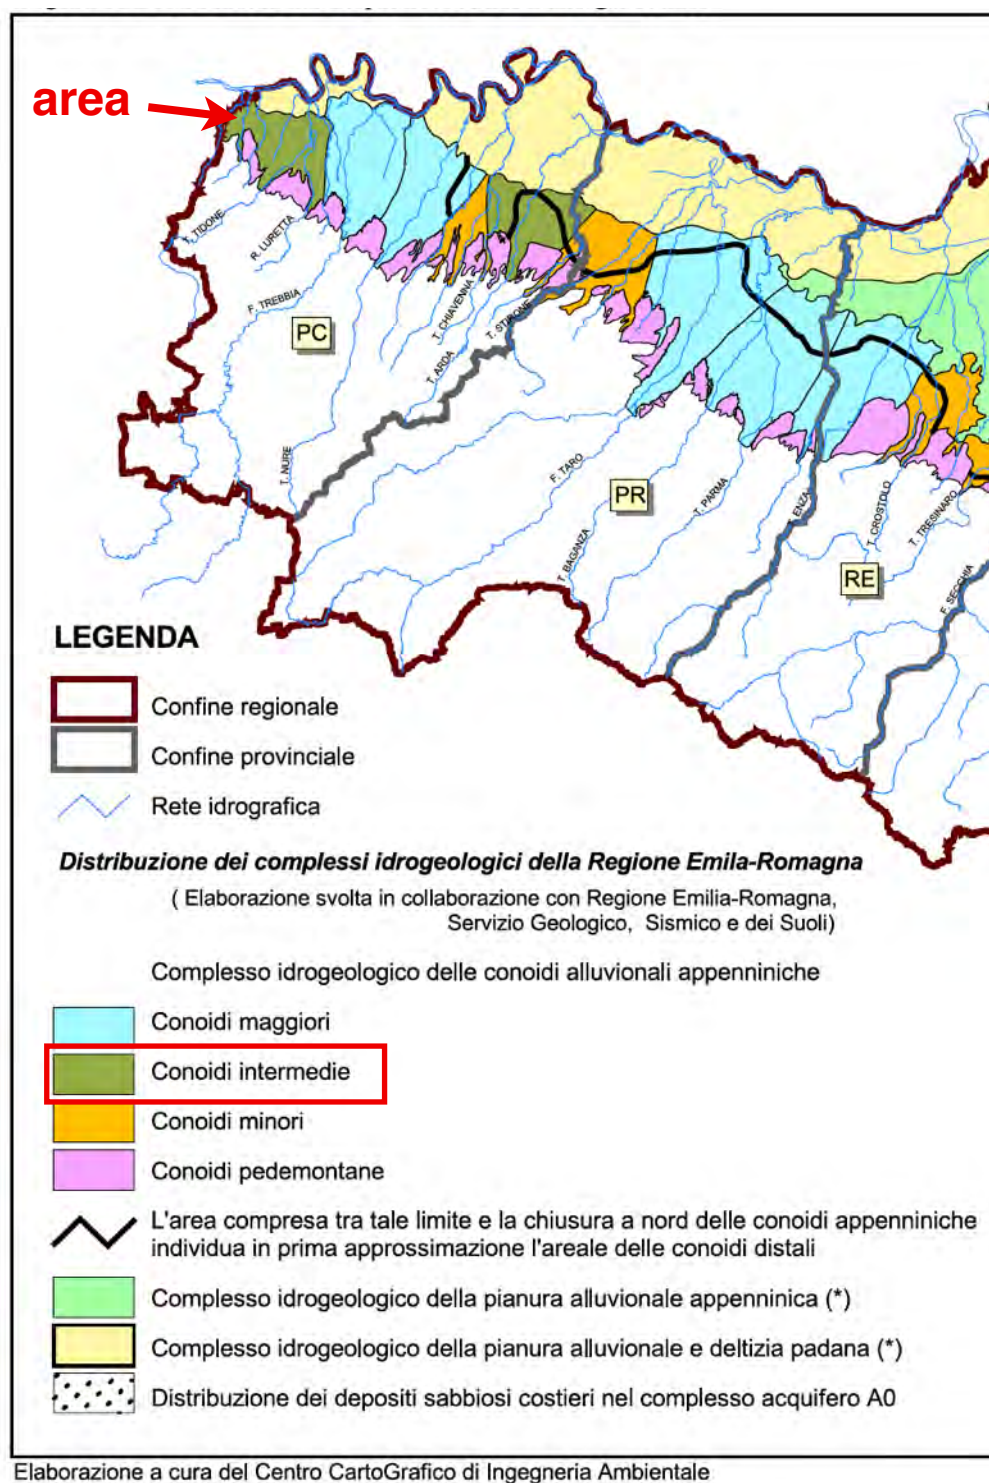 area
T. TIDONE
R. LURETTA
F. TREBBIA
PC
T. CHIAVENNA
T. STIRONE
T. ARDA
T. NURE
F. TARO
PR
T. PARMA
T. BAGANZA
T. ENZA
T. CROSTOLO
T. TRESINARO
RE
F. SECCHIA
LEGENDA
Confine regionale
Confine provinciale
Rete idrografica
Distribuzione dei complessi idrogeologici della Regione Emila-Romagna
( Elaborazione svolta in collaborazione con Regione Emilia-Romagna,
Servizio Geologico, Sismico e dei Suoli)
Complesso idrogeologico delle conoidi alluvionali appenniniche
Conoidi maggiori
Conoidi intermedie
Conoidi minori
Conoidi pedemontane
L'area compresa tra tale limite e la chiusura a nord delle conoidi appenniniche
individua in prima approssimazione l'areale delle conoidi distali
Complesso idrogeologico della pianura alluvionale appenninica (*)
Complesso idrogeologico della pianura alluvionale e deltizia padana (*)
Distribuzione dei depositi sabbiosi costieri nel complesso acquifero A0
Elaborazione a cura del Centro CartoGrafico di Ingegneria Ambientale